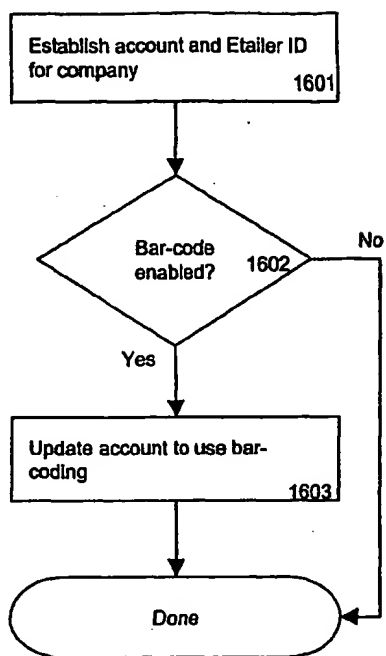 Establish account and Etailer ID
for company
1601
No
Bar-code
enabled?
1602
Yes
Update account to use bar-
coding
1603
Done